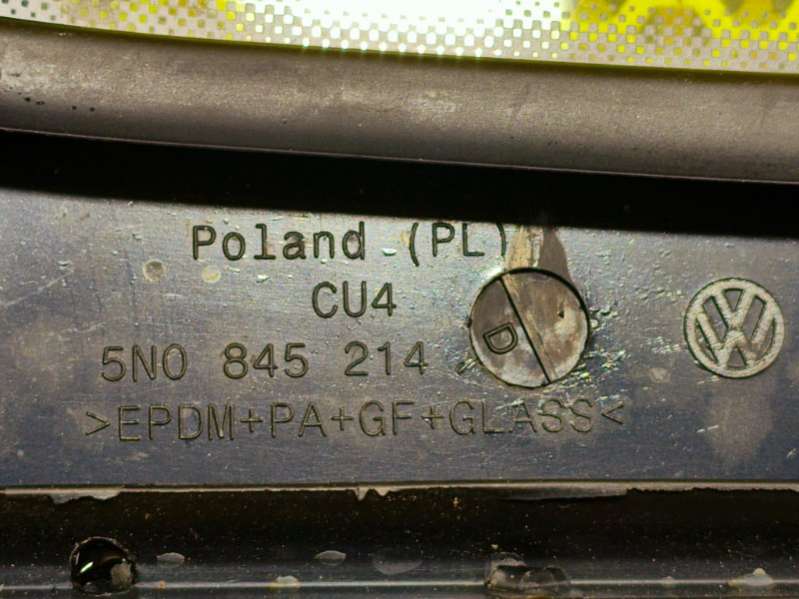 Poland (PL)
CU4
5N0 845 214
D
>EPDM+PA+GF+GLASS<